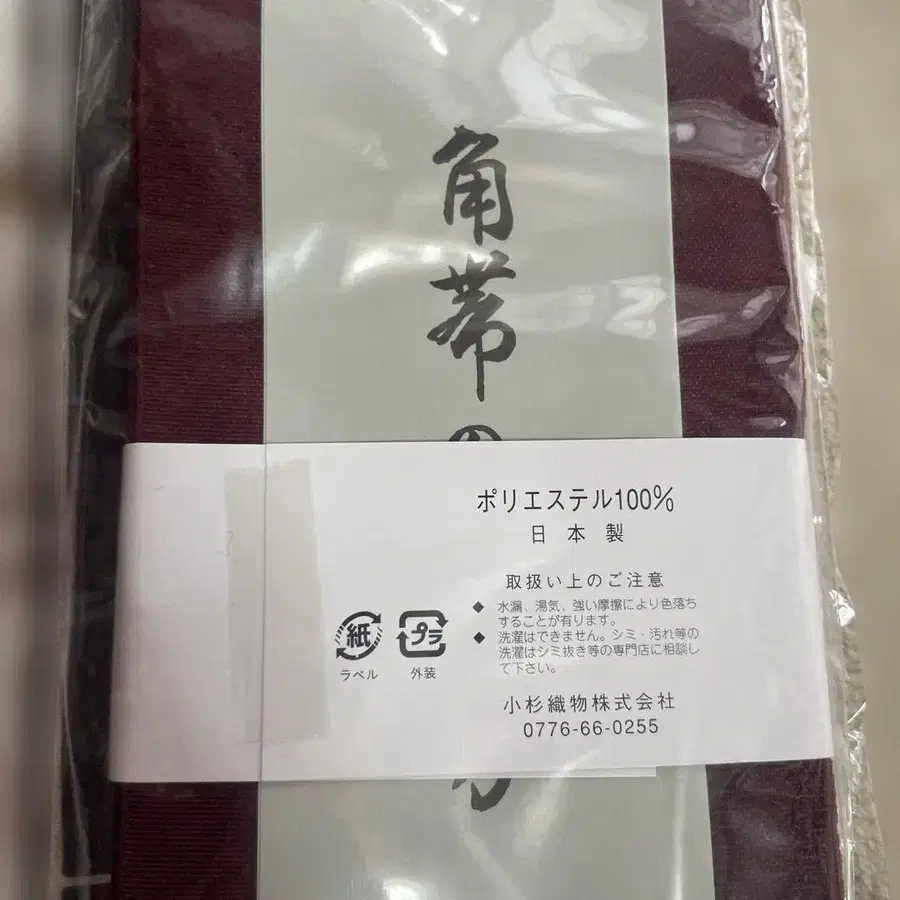 角帯の
ポリエステル100%
日本製
取扱い上のご注意
◆ 水漏、湯気、強い摩擦により色落ち
することが有ります。
◆ 洗濯はできません。シミ・汚れ等の
洗濯はシミ抜き等の専門店に相談し
て下さい。
紙
ラベル
プラ
外装
小杉織物株式会社
0776-66-0255